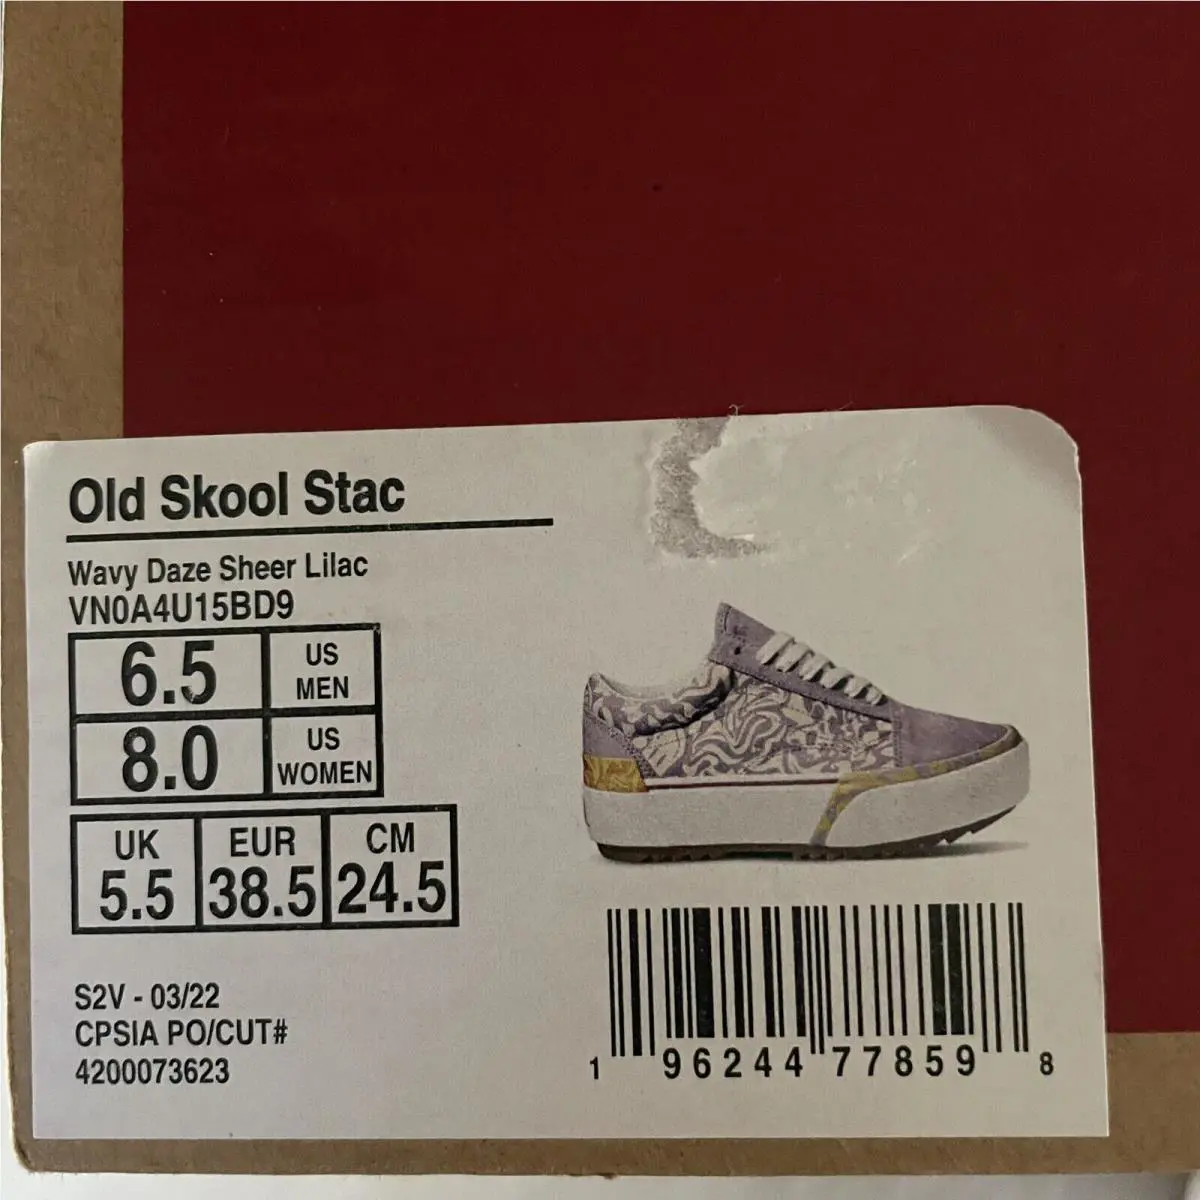 Old Skool Stac
Wavy Daze Sheer Lilac
VN0A4U15BD9
6.5 US MEN
8.0 US WOMEN
UK EUR CM
5.5 38.5 24.5
S2V - 03/22
CPSIA PO/CUT#
4200073623
1 96244 77859 8